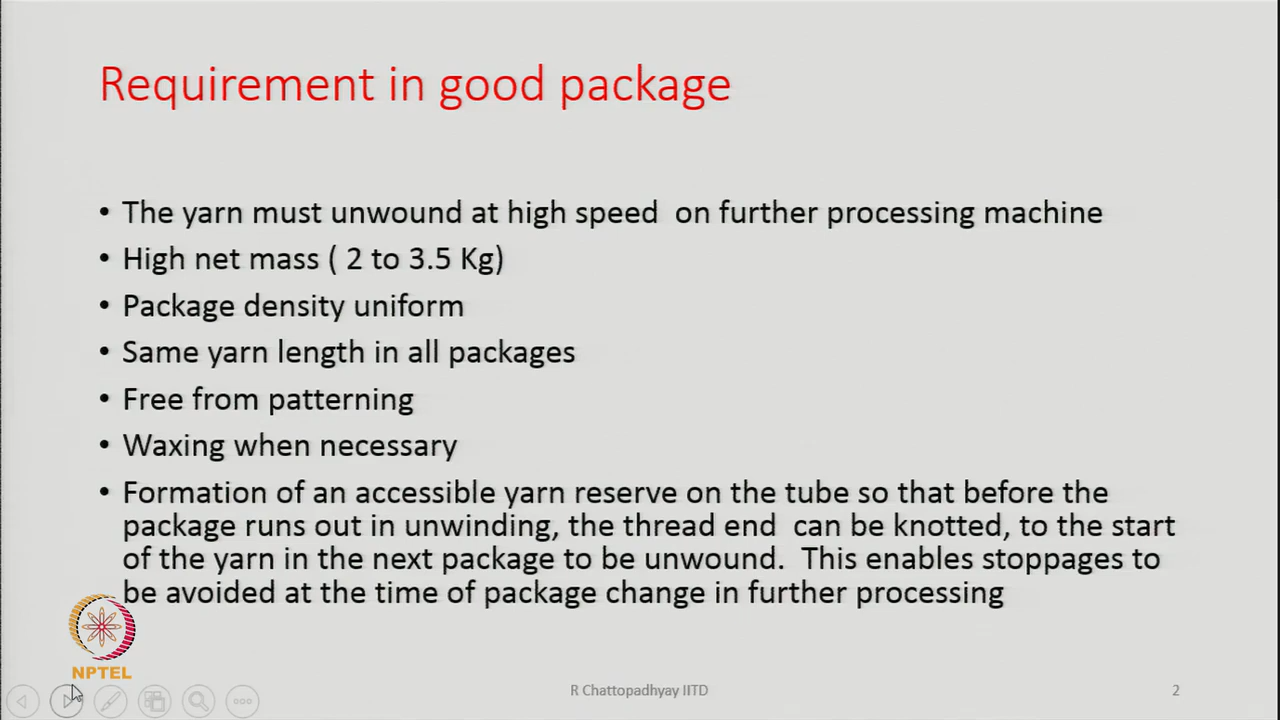 Requirement in good package
• The yarn must unwound at high speed on further processing machine
• High net mass ( 2 to 3.5 Kg)
• Package density uniform
• Same yarn length in all packages
• Free from patterning
• Waxing when necessary
• Formation of an accessible yarn reserve on the tube so that before the
package runs out in unwinding, the thread end can be knotted, to the start
of the yarn in the next package to be unwound. This enables stoppages to
be avoided at the time of package change in further processing
NPTEL
R Chattopadhyay IITD
2